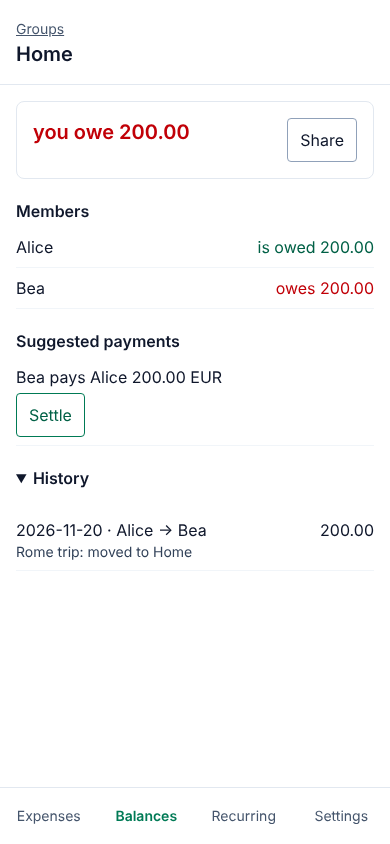 Groups
Home
you owe 200.00
Share
Members
Alice is owed 200.00
Bea owes 200.00
Suggested payments
Bea pays Alice 200.00 EUR
Settle
▼ History
2026-11-20 · Alice → Bea 200.00
Rome trip: moved to Home
Expenses Balances Recurring Settings